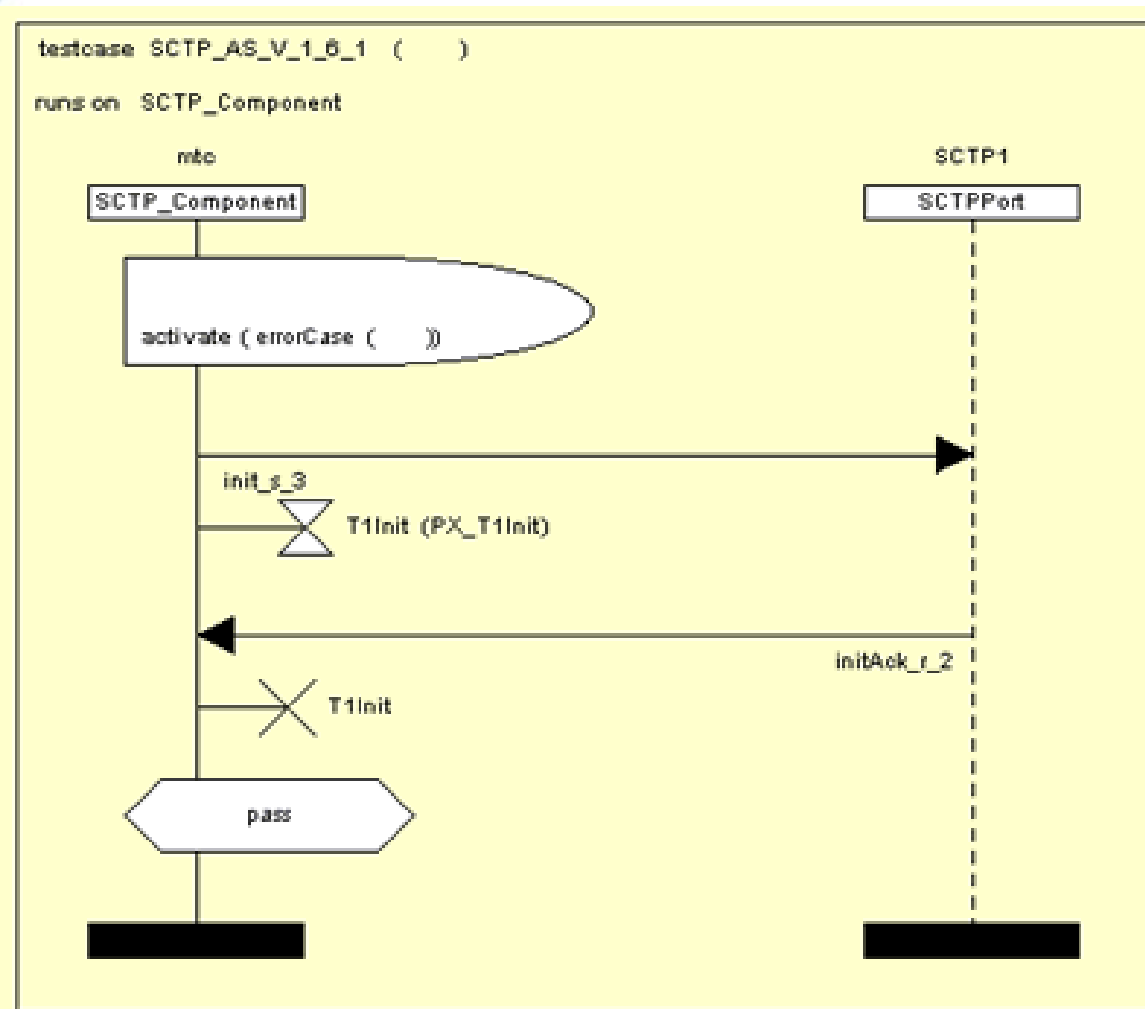 testcase SCTP_AS_V_1_6_1 ( )
runs on SCTP_Component
mtc
SCTP1
SCTP_Component
SCTPPort
activate ( errorCase ( ))
init_s_3
T1Init (PX_T1Init)
initAck_r_2
T1Init
pass